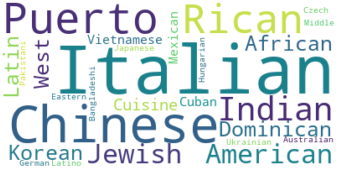 Puerto Rican Czech Middle
Vietnamese Mexican African
Latin Pakistani West Japanese Hungarian
Italian
Eastern Bangladeshi Cuisine Cuban Indian
Chinese Dominican
Ukrainian Australian
Korean Jewish American
German Latino